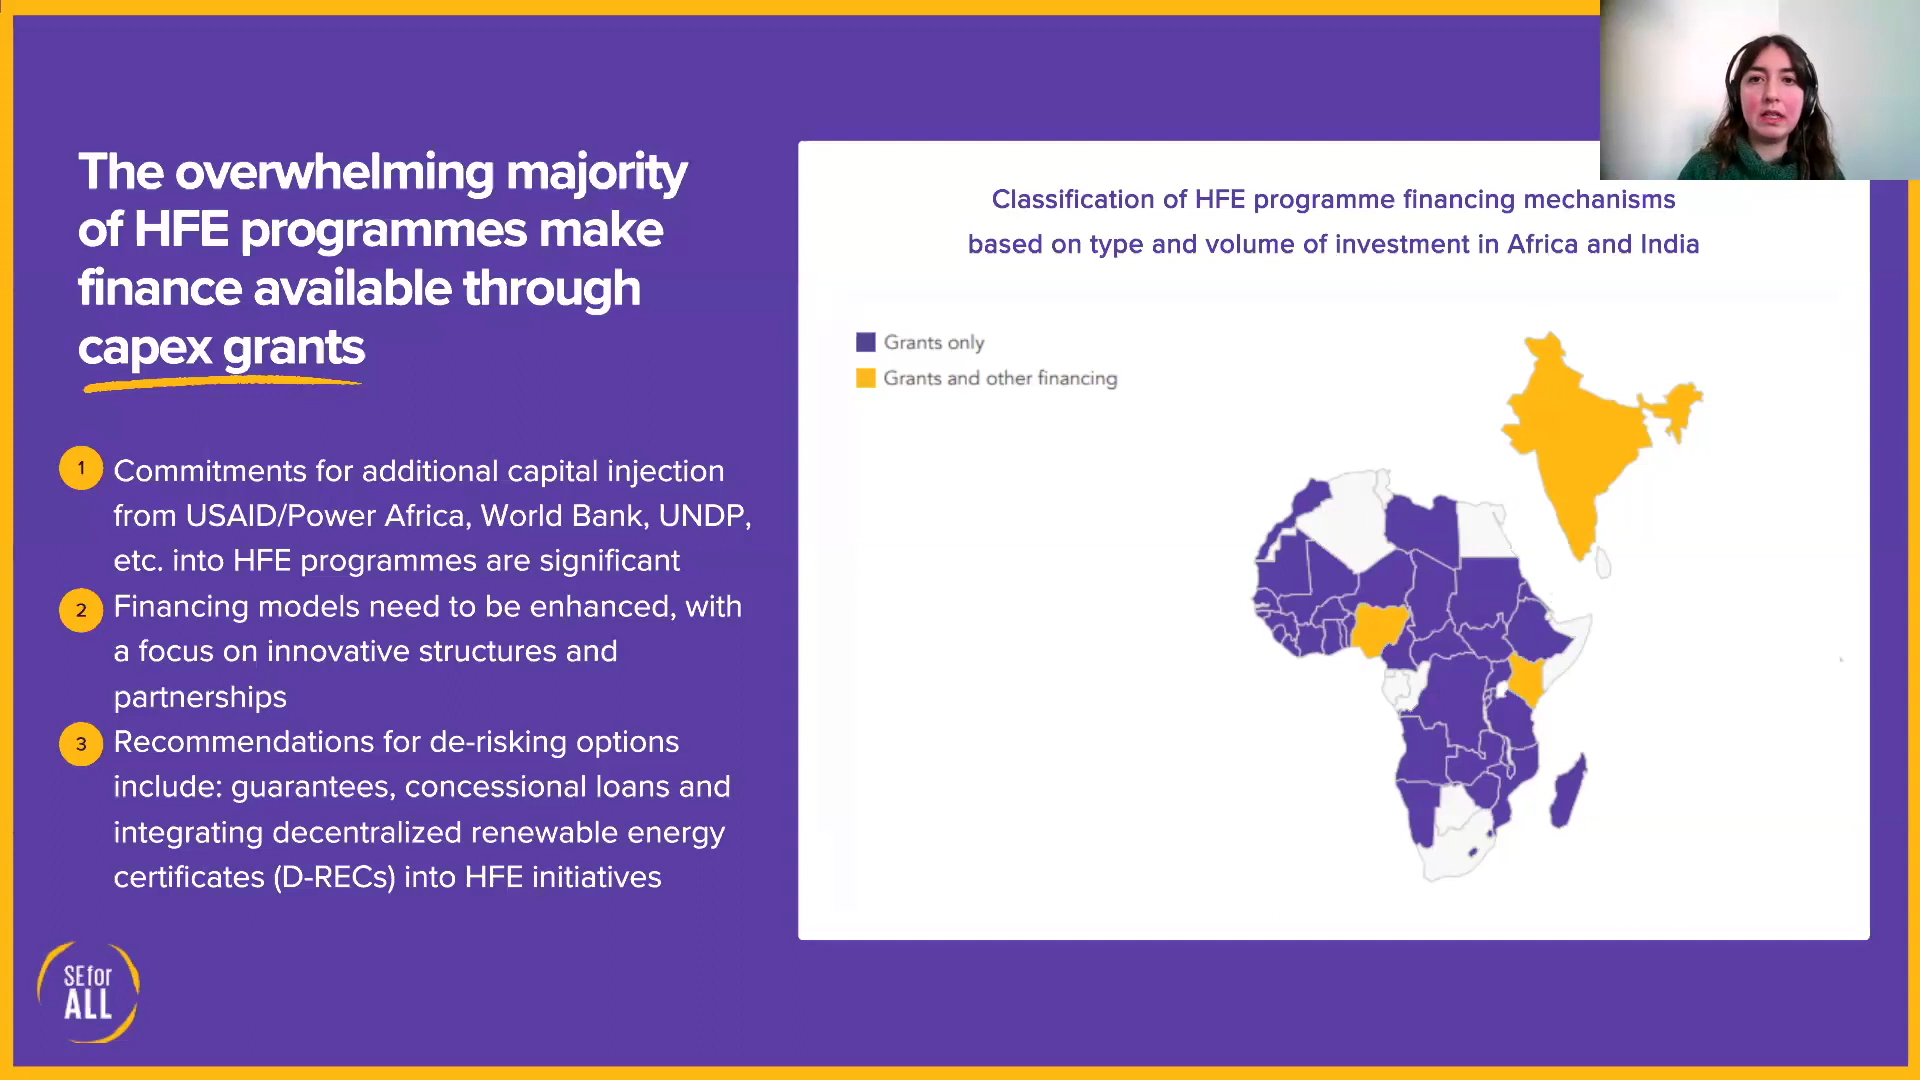 The overwhelming majority
of HFE programmes make
finance available through
capex grants
1 Commitments for additional capital injection
from USAID/Power Africa, World Bank, UNDP,
etc. into HFE programmes are significant
2 Financing models need to be enhanced, with
a focus on innovative structures and
partnerships
3 Recommendations for de-risking options
include: guarantees, concessional loans and
integrating decentralized renewable energy
certificates (D-RECs) into HFE initiatives
SEfor
ALL
Classification of HFE programme financing mechanisms
based on type and volume of investment in Africa and India
Grants only
Grants and other financing